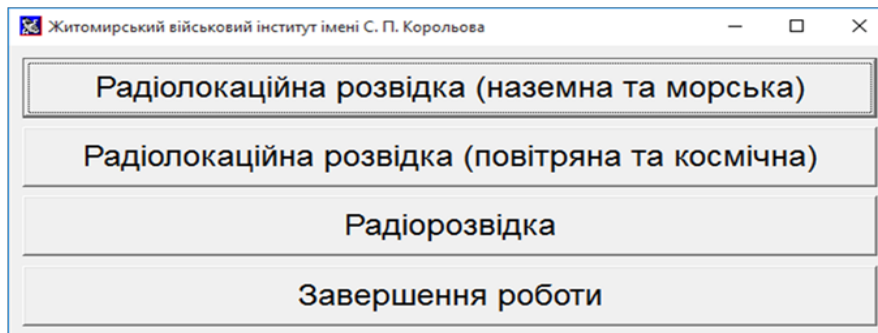 Житомирський військовий інститут імені С. П. Корольова
Радіолокаційна розвідка (наземна та морська)
Радіолокаційна розвідка (повітряна та космічна)
Радіорозвідка
Завершення роботи